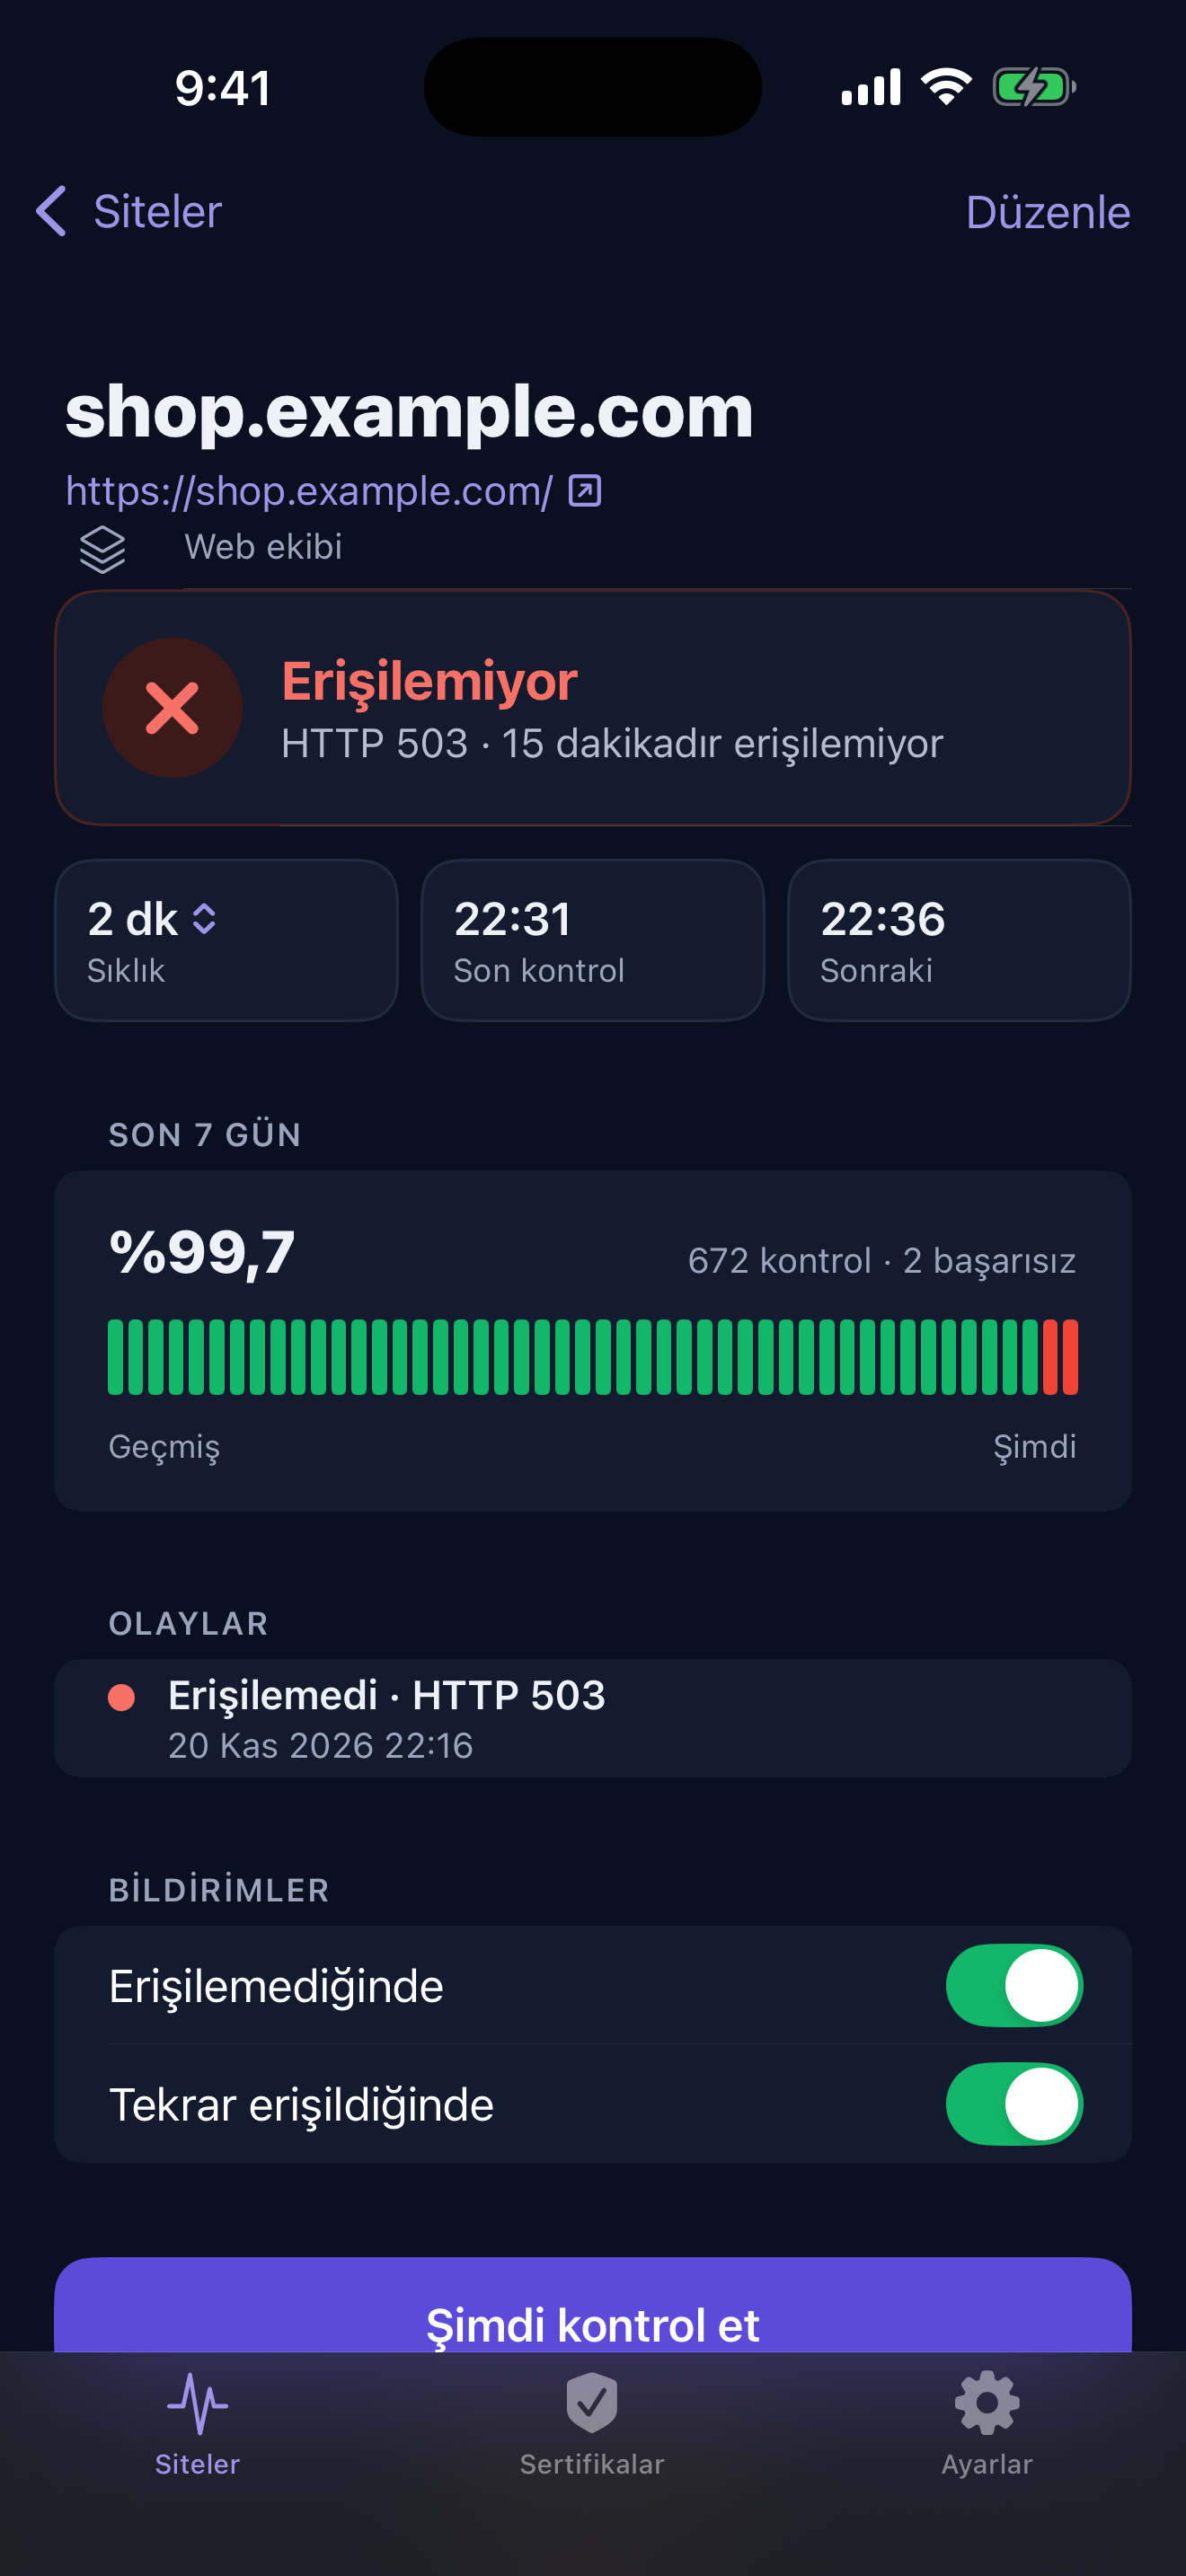 9:41
Siteler
Düzenle
shop.example.com
https://shop.example.com/
Web ekibi
Erişilemiyor
HTTP 503 · 15 dakikadır erişilemiyor
2 dk
Sıklık
22:31
Son kontrol
22:36
Sonraki
SON 7 GÜN
%99,7
672 kontrol · 2 başarısız
Geçmiş
Şimdi
OLAYLAR
Erişilemedi · HTTP 503
20 Kas 2026 22:16
BİLDİRİMLER
Erişilemediğinde
Tekrar erişildiğinde
Şimdi kontrol et
Siteler
Sertifikalar
Ayarlar